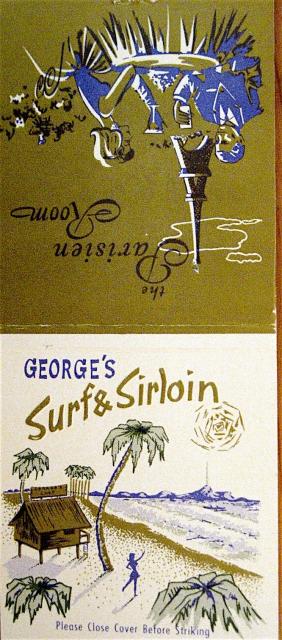 the
Parisien
Room
GEORGE'S
Surf & Sirloin
Please Close Cover Before Striking